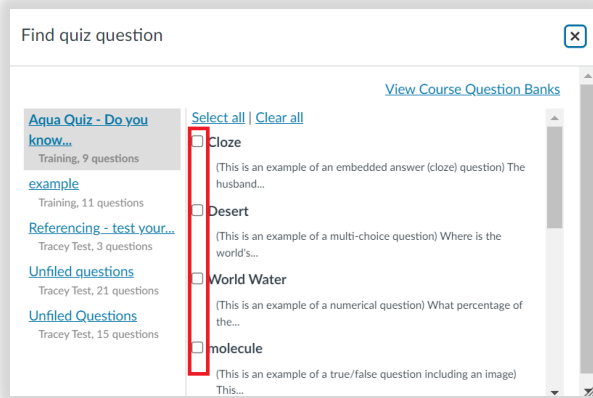 Find quiz question
View Course Question Banks
Aqua Quiz - Do you
know...
Training, 9 questions
example
Training, 11 questions
Referencing - test your...
Tracey Test, 3 questions
Unfiled questions
Tracey Test, 21 questions
Unfiled Questions
Tracey Test, 15 questions
Select all | Clear all
Cloze
(This is an example of an embedded answer (cloze) question) The
husband...
Desert
(This is an example of a multi-choice question) Where is the
world's...
World Water
(This is an example of a numerical question) What percentage of
the...
molecule
(This is an example of a true/false question including an image)
This...